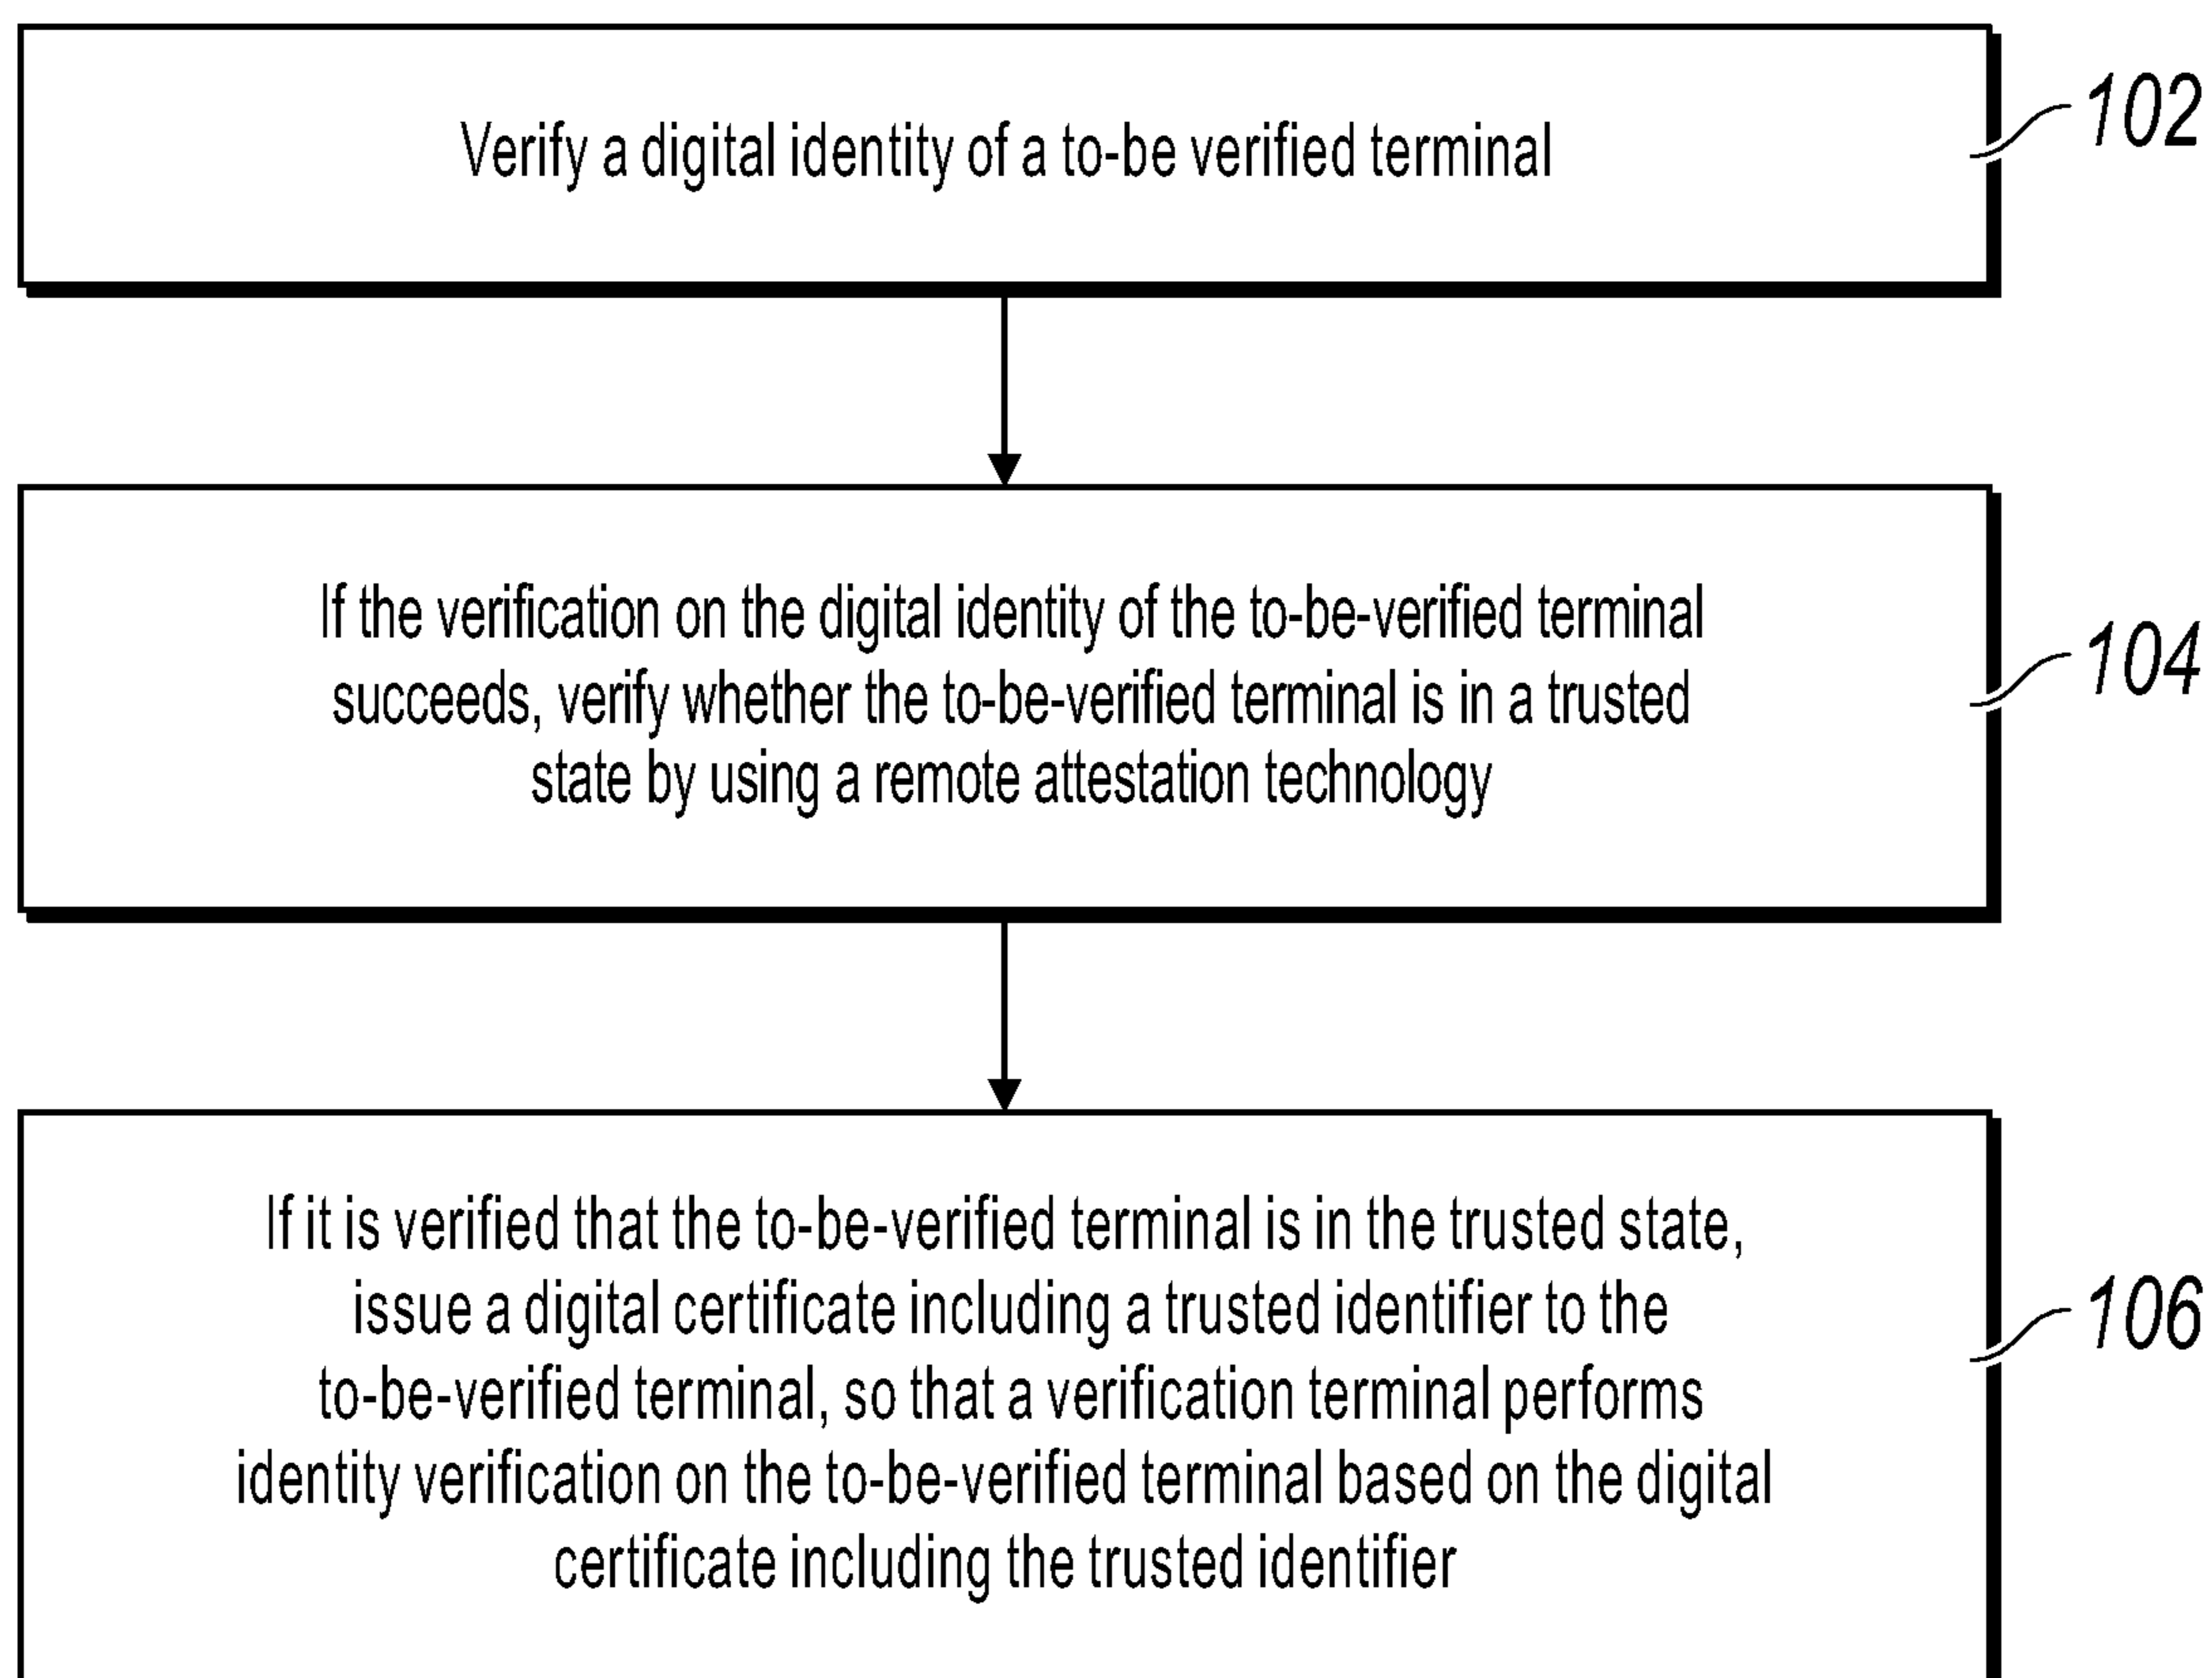 Verify a digital identity of a to-be verified terminal
102
If the verification on the digital identity of the to-be-verified terminal
succeeds, verify whether the to-be-verified terminal is in a trusted
state by using a remote attestation technology
104
If it is verified that the to-be-verified terminal is in the trusted state,
issue a digital certificate including a trusted identifier to the
to-be-verified terminal, so that a verification terminal performs
identity verification on the to-be-verified terminal based on the digital
certificate including the trusted identifier
106